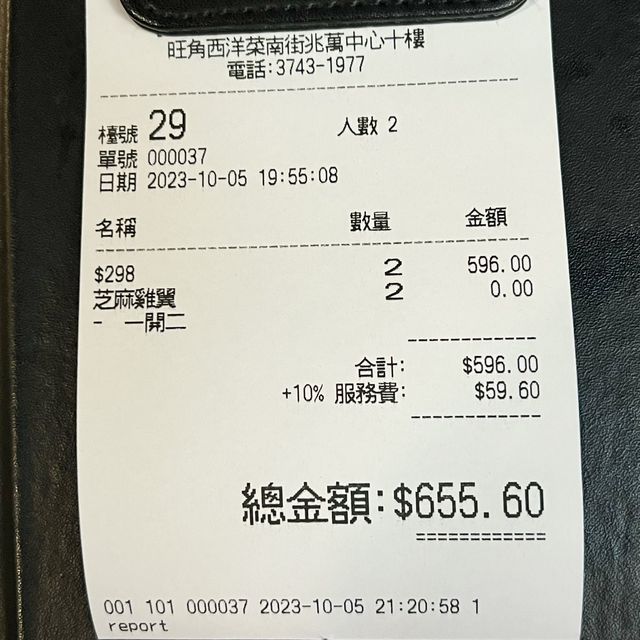 旺角西洋菜南街兆萬中心十樓
電話:3743-1977
檯號 29 人數 2
單號 000037
日期 2023-10-05 19:55:08
名稱 數量 金額
$298 2 596.00
芝麻雞翼 2 0.00
- 一開二
合計: $596.00
+10% 服務費: $59.60
總金額:$655.60
001 101 000037 2023-10-05 21:20:58 1
report